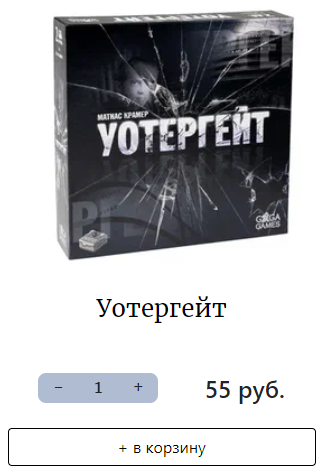 МАТИАС КРАМЕР
УОТЕРГЕЙТ
GAGA
GAMES
Уотергейт
− 1 +
55 руб.
+ в корзину